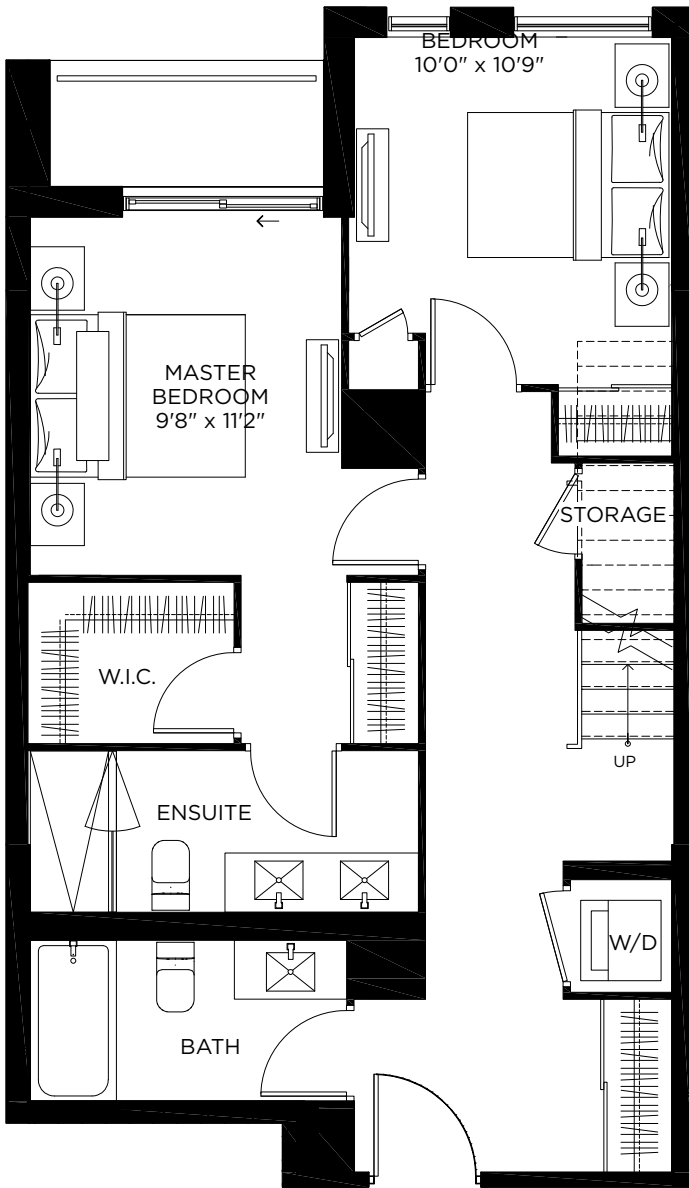 BEDROOM
10'0" x 10'9"
MASTER
BEDROOM
9'8" x 11'2"
STORAGE
W.I.C.
UP
ENSUITE
W/D
BATH